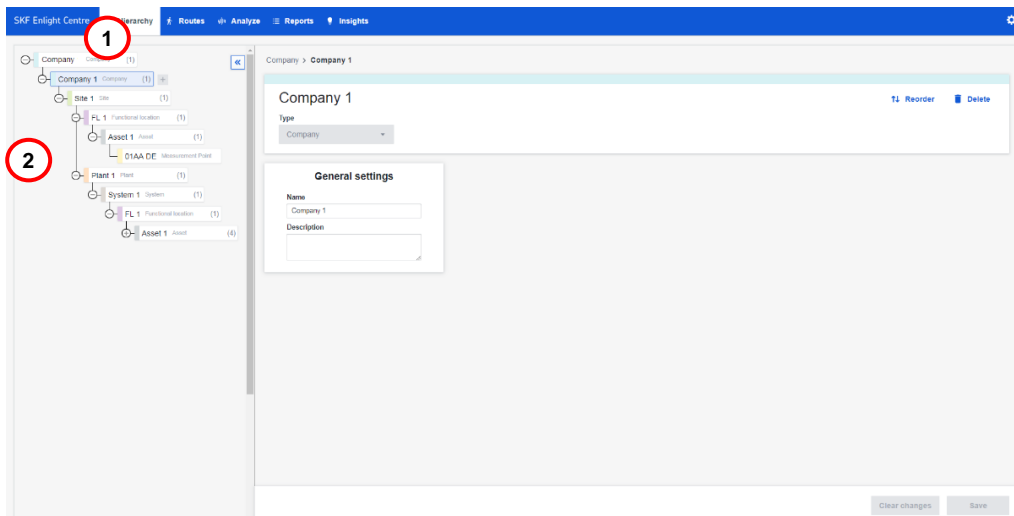 SKF Enlight Centre Hierarchy Routes Analyze Reports Insights
1
Company Company (1)
Company 1 Company (1) +
Site 1 Site (1)
FL 1 Functional location (1)
Asset 1 Asset (1)
01AA DE Measurement Point
2
Plant 1 Plant (1)
System 1 System (1)
FL 1 Functional location (1)
Asset 1 Asset (4)
«
Company > Company 1
Company 1
Reorder Delete
Type
Company
General settings
Name
Company 1
Description
Clear changes Save